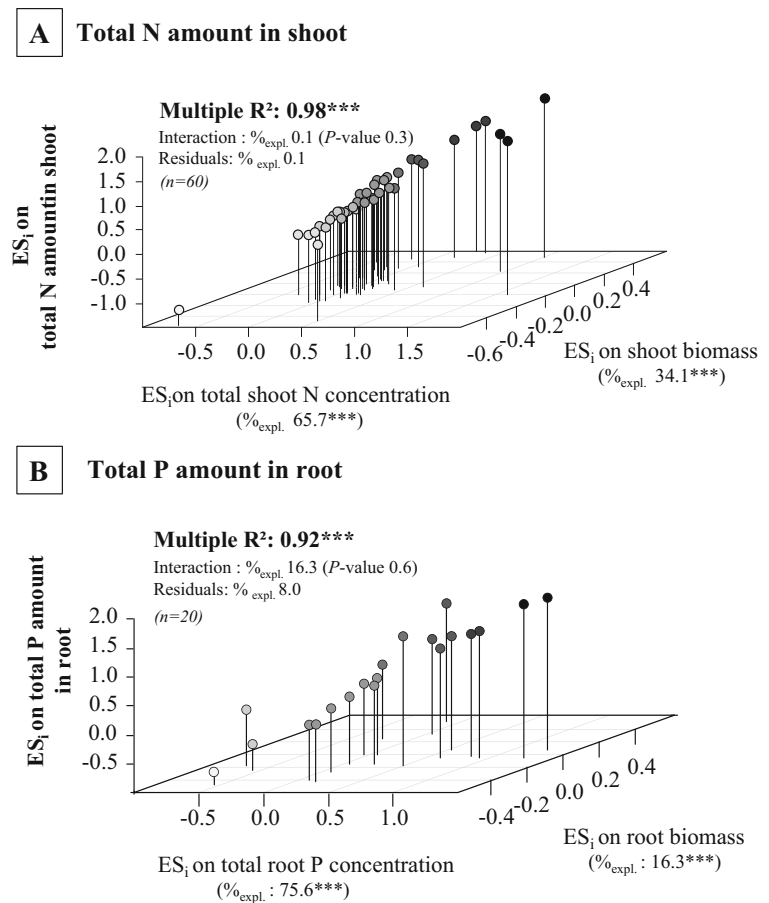 A Total N amount in shoot
Multiple R²: 0.98***
Interaction : %expl. 0.1 (P-value 0.3)
Residuals: % expl. 0.1
(n=60)
2.0
1.5
1.0
0.5
0.0
-0.5
-1.0
ESi on
total N amountin shoot
-0.5 0.0 0.5 1.0 1.5
-0.6 -0.4 -0.2 0.0 0.2 0.4
ESi on shoot biomass
(%expl. 34.1***)
ESion total shoot N concentration
(%expl. 65.7***)
B Total P amount in root
Multiple R²: 0.92***
Interaction : %expl. 16.3 (P-value 0.6)
Residuals: % expl. 8.0
(n=20)
2.0
1.5
1.0
0.5
0.0
-0.5
ESi on total P amount
in root
-0.5 0.0 0.5 1.0
-0.4 -0.2 0.0 0.2 0.4
ESi on root biomass
(%expl. : 16.3***)
ESi on total root P concentration
(%expl. : 75.6***)